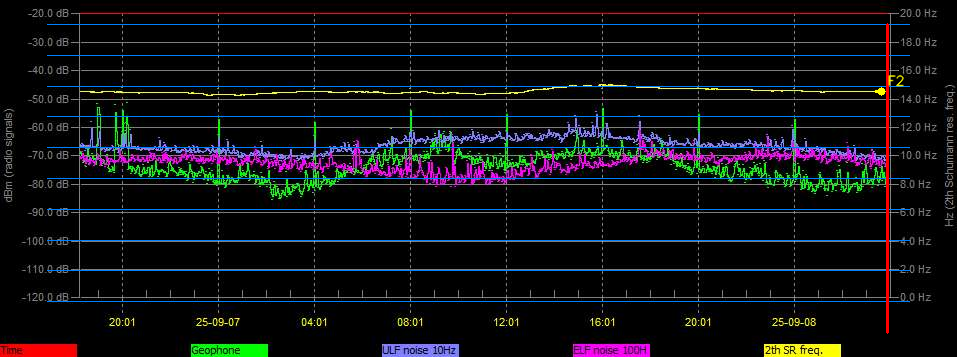 -20.0 dB
20.0 Hz
-30.0 dB
18.0 Hz
-40.0 dB
16.0 Hz
F2
-50.0 dB
14.0 Hz
-60.0 dB
12.0 Hz
-70.0 dB
10.0 Hz
-80.0 dB
8.0 Hz
-90.0 dB
6.0 Hz
-100.0 dB
4.0 Hz
-110.0 dB
2.0 Hz
-120.0 dB
0.0 Hz
dBm (radio signals)
Hz (2th Schumann res. freq.)
20:01 25-09-07 04:01 08:01 12:01 16:01 20:01 25-09-08
Time Geophone ULF noise 10Hz ELF noise 100H 2th SR freq.